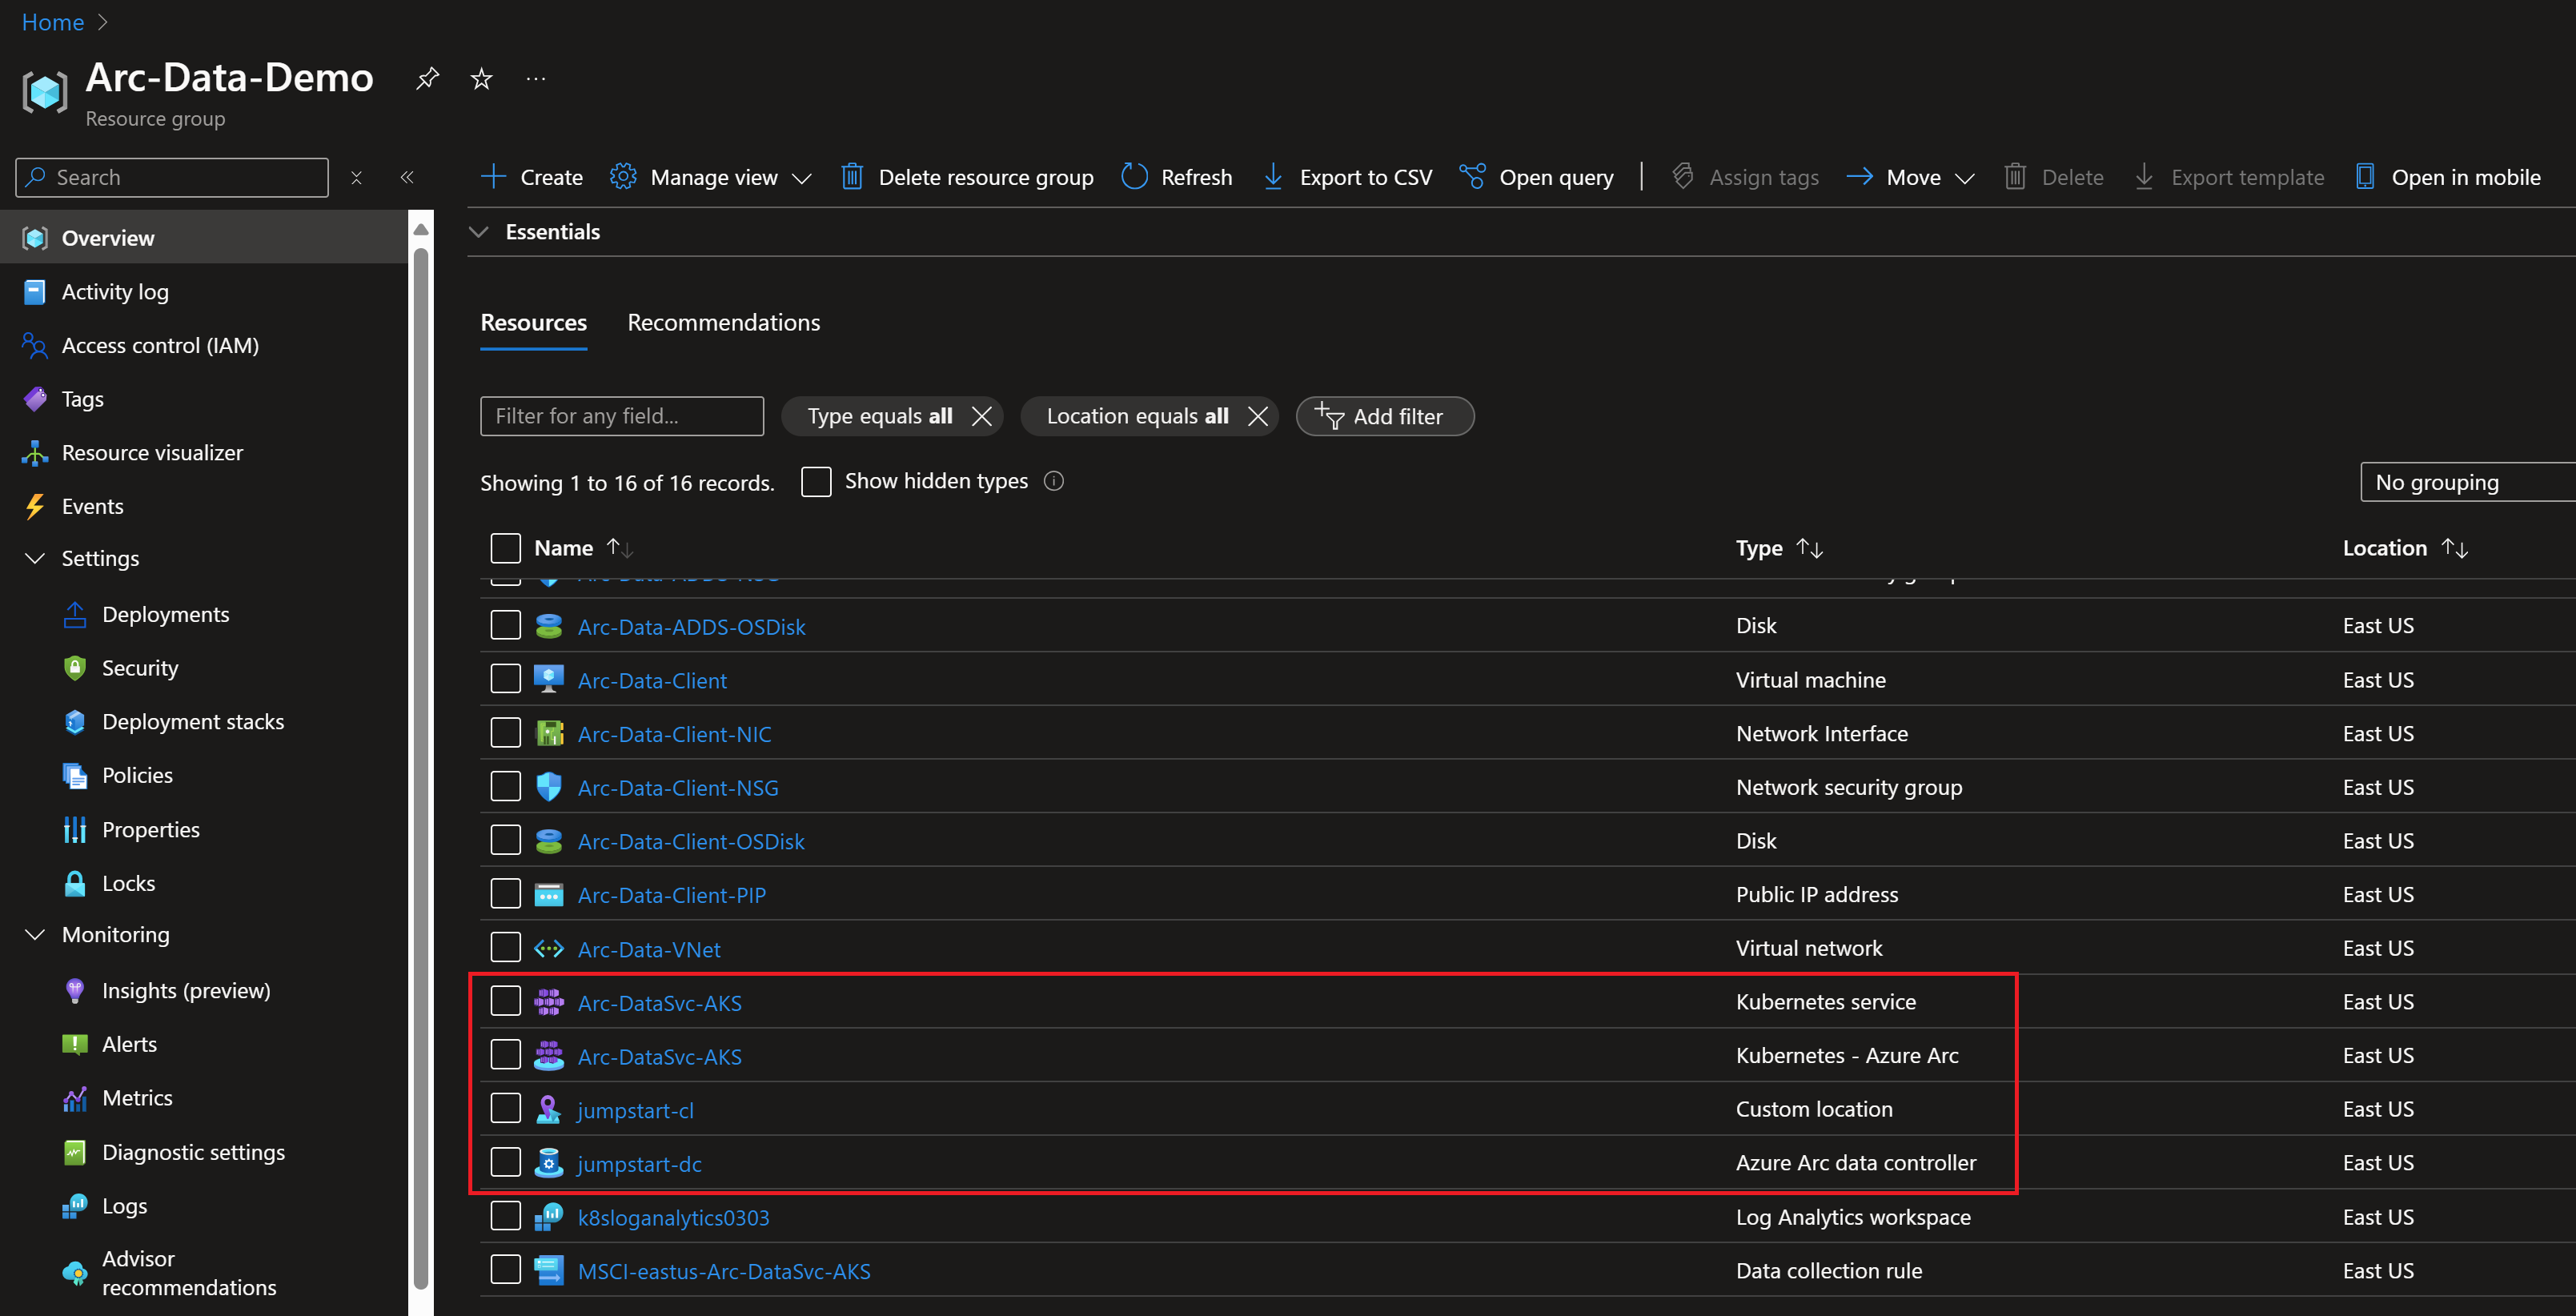 Home
Arc-Data-Demo
Resource group
Search
Create
Manage view
Delete resource group
Refresh
Export to CSV
Open query
Assign tags
Move
Delete
Export template
Open in mobile
Overview
Activity log
Access control (IAM)
Tags
Resource visualizer
Events
Settings
Deployments
Security
Deployment stacks
Policies
Properties
Locks
Monitoring
Insights (preview)
Alerts
Metrics
Diagnostic settings
Logs
Advisor
recommendations
Essentials
Resources Recommendations
Filter for any field... Type equals all Location equals all Add filter
Showing 1 to 16 of 16 records. Show hidden types No grouping
Name Type Location
Arc-Data-ADDS-OSDisk Disk East US
Arc-Data-Client Virtual machine East US
Arc-Data-Client-NIC Network Interface East US
Arc-Data-Client-NSG Network security group East US
Arc-Data-Client-OSDisk Disk East US
Arc-Data-Client-PIP Public IP address East US
Arc-Data-VNet Virtual network East US
Arc-DataSvc-AKS Kubernetes service East US
Arc-DataSvc-AKS Kubernetes - Azure Arc East US
jumpstart-cl Custom location East US
jumpstart-dc Azure Arc data controller East US
k8sloganalytics0303 Log Analytics workspace East US
MSCI-eastus-Arc-DataSvc-AKS Data collection rule East US